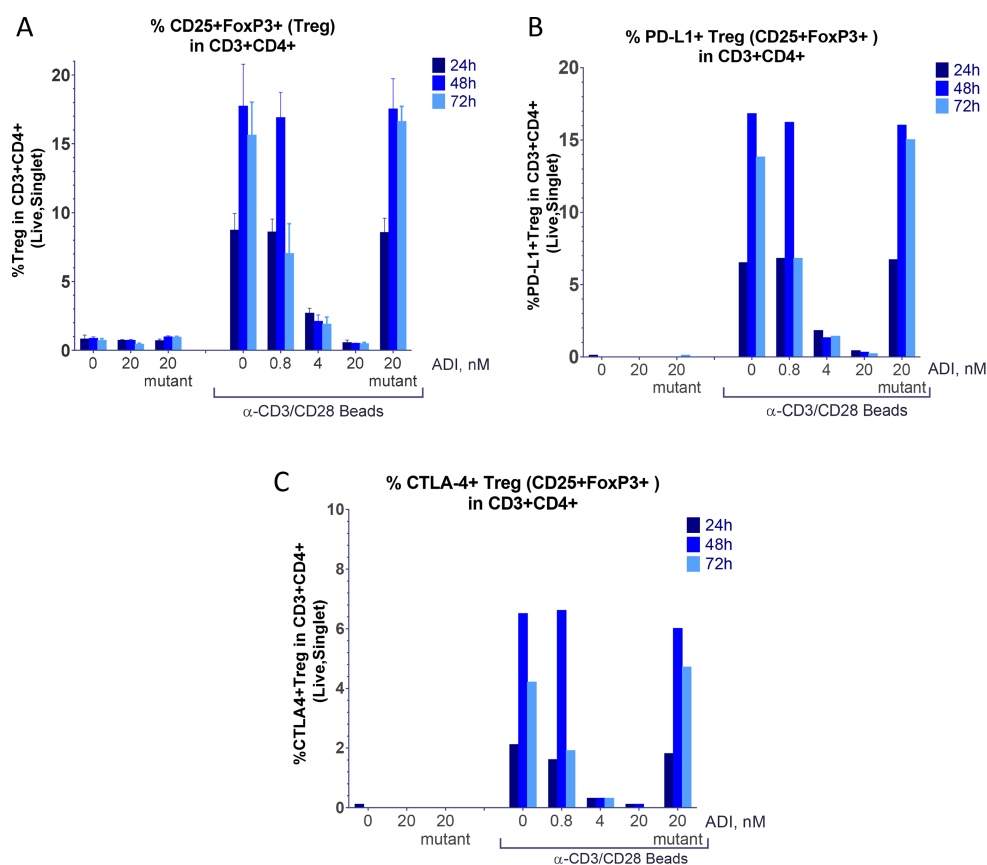 A
% CD25+FoxP3+ (Treg)
in CD3+CD4+
24h
48h
72h
%Treg in CD3+CD4+
(Live,Singlet)
20
15
10
5
0
0 20 20 0 0.8 4 20 20 ADI, nM
mutant mutant
α-CD3/CD28 Beads
B
% PD-L1+ Treg (CD25+FoxP3+ )
in CD3+CD4+
24h
48h
72h
%PD-L1+Treg in CD3+CD4+
(Live,Singlet)
20
15
10
5
0
0 20 20 0 0.8 4 20 20 ADI, nM
mutant mutant
α-CD3/CD28 Beads
C
% CTLA-4+ Treg (CD25+FoxP3+ )
in CD3+CD4+
24h
48h
72h
%CTLA4+Treg in CD3+CD4+
(Live,Singlet)
10
8
6
4
2
0
0 20 20 0 0.8 4 20 20 ADI, nM
mutant mutant
α-CD3/CD28 Beads